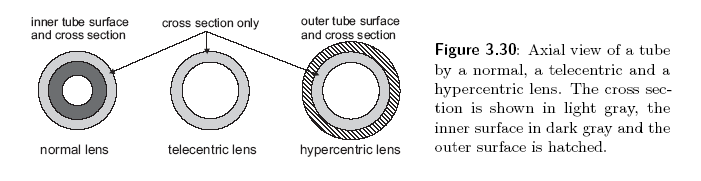 inner tube surface
and cross section
cross section only
outer tube surface
and cross section
normal lens
telecentric lens
hypercentric lens
Figure 3.30: Axial view of a tube
by a normal, a telecentric and a
hypercentric lens. The cross sec-
tion is shown in light gray, the
inner surface in dark gray and the
outer surface is hatched.